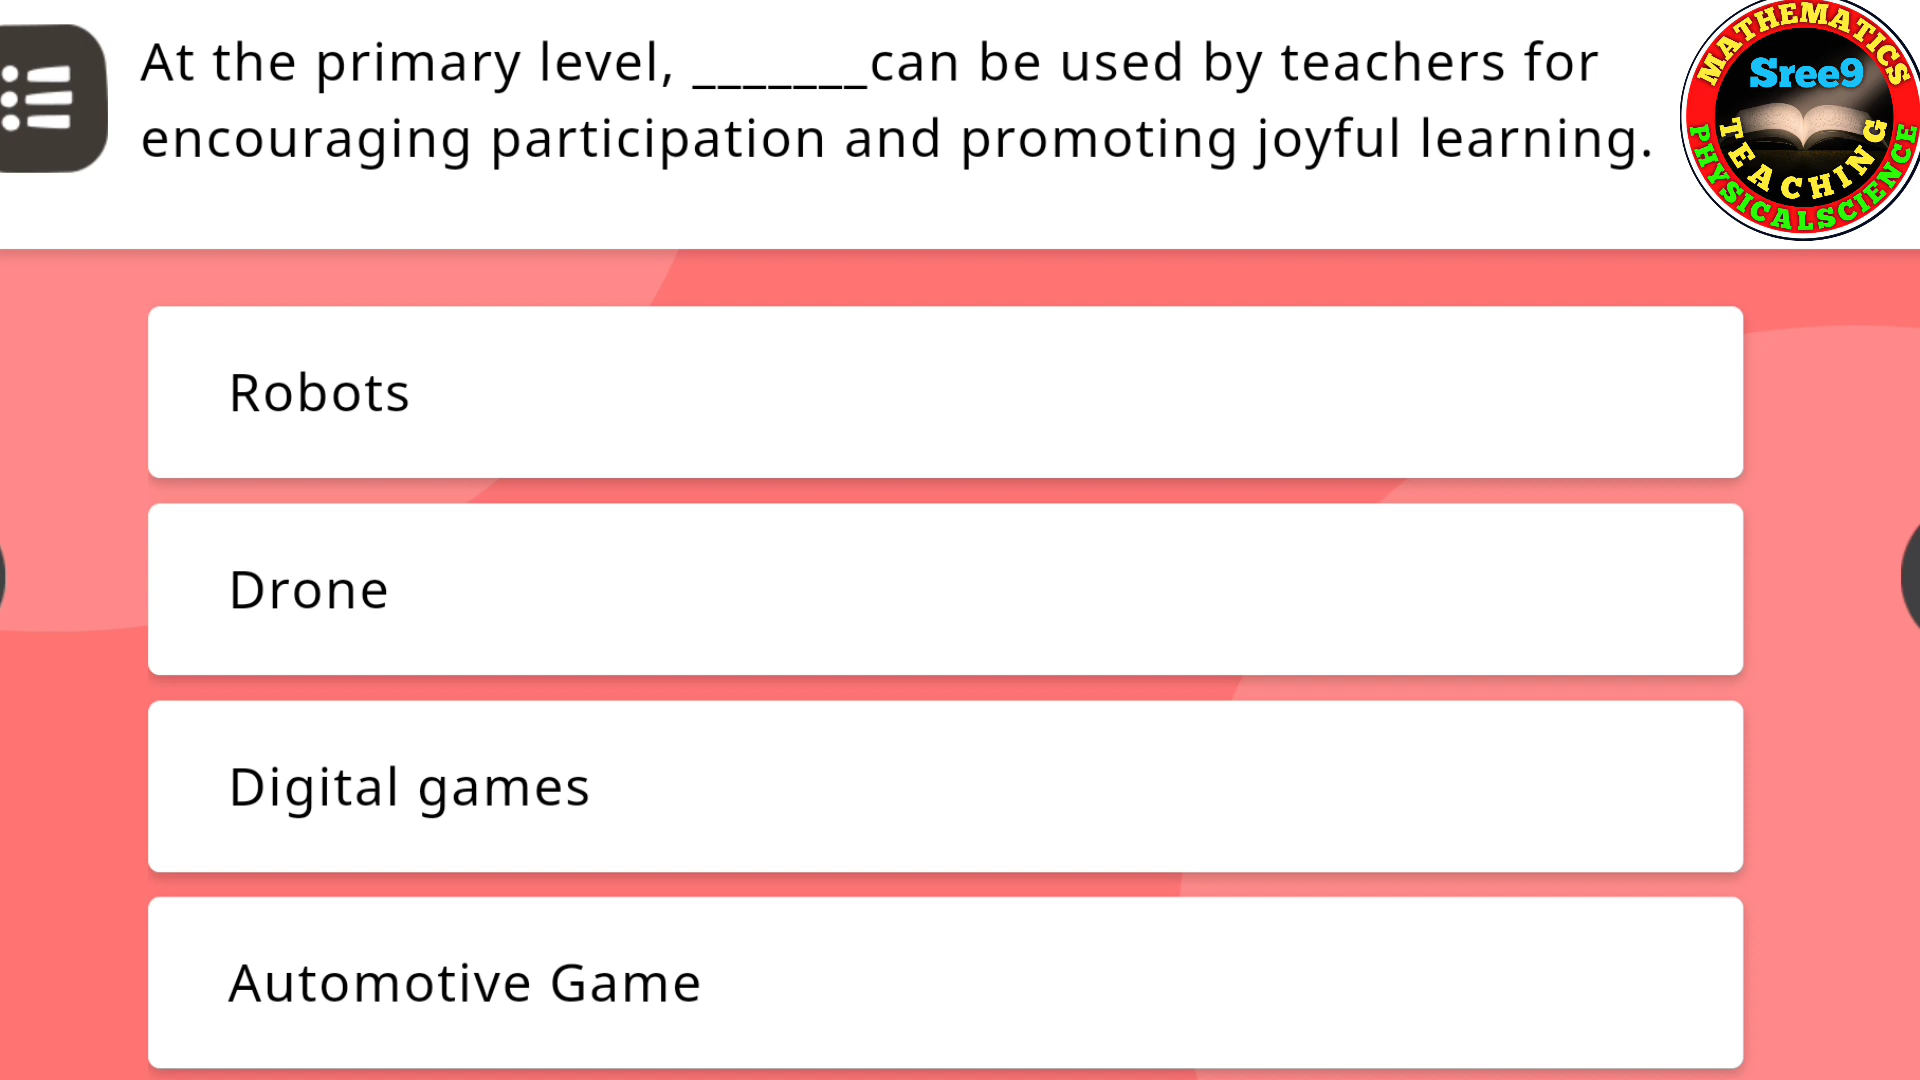 At the primary level, _______can be used by teachers for
encouraging participation and promoting joyful learning.
MATHEMATICS
Sree9
TEACHING
PHYSICALSCIENCE
Robots
Drone
Digital games
Automotive Game